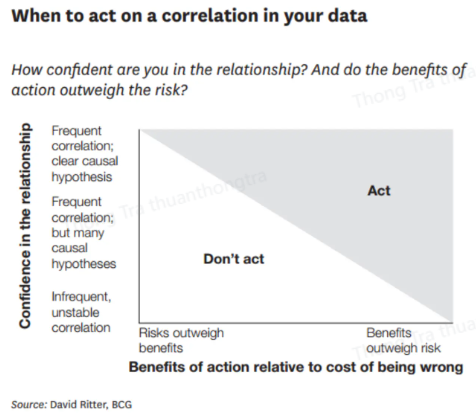 When to act on a correlation in your data
How confident are you in the relationship? And do the benefits of
action outweigh the risk?
Thong Tra thua
Confidence in the relationship
Frequent
correlation;
clear causal
hypothesis
Frequent
correlation;
but many
causal
hypotheses
Infrequent,
unstable
correlation
Tra thuanthongtra
Act
Don't act
Risks outweigh
benefits
Benefits
outweigh risk
Benefits of action relative to cost of being wrong
Source: David Ritter, BCG